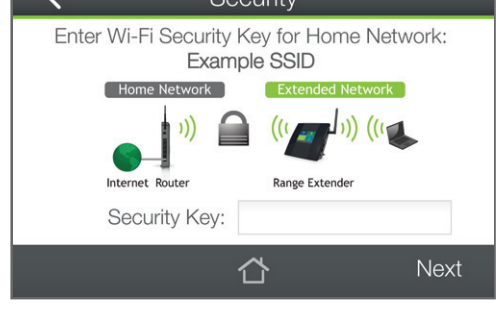 Security
Enter Wi-Fi Security Key for Home Network:
Example SSID
Home Network Extended Network
Internet Router Range Extender
Security Key:
Next